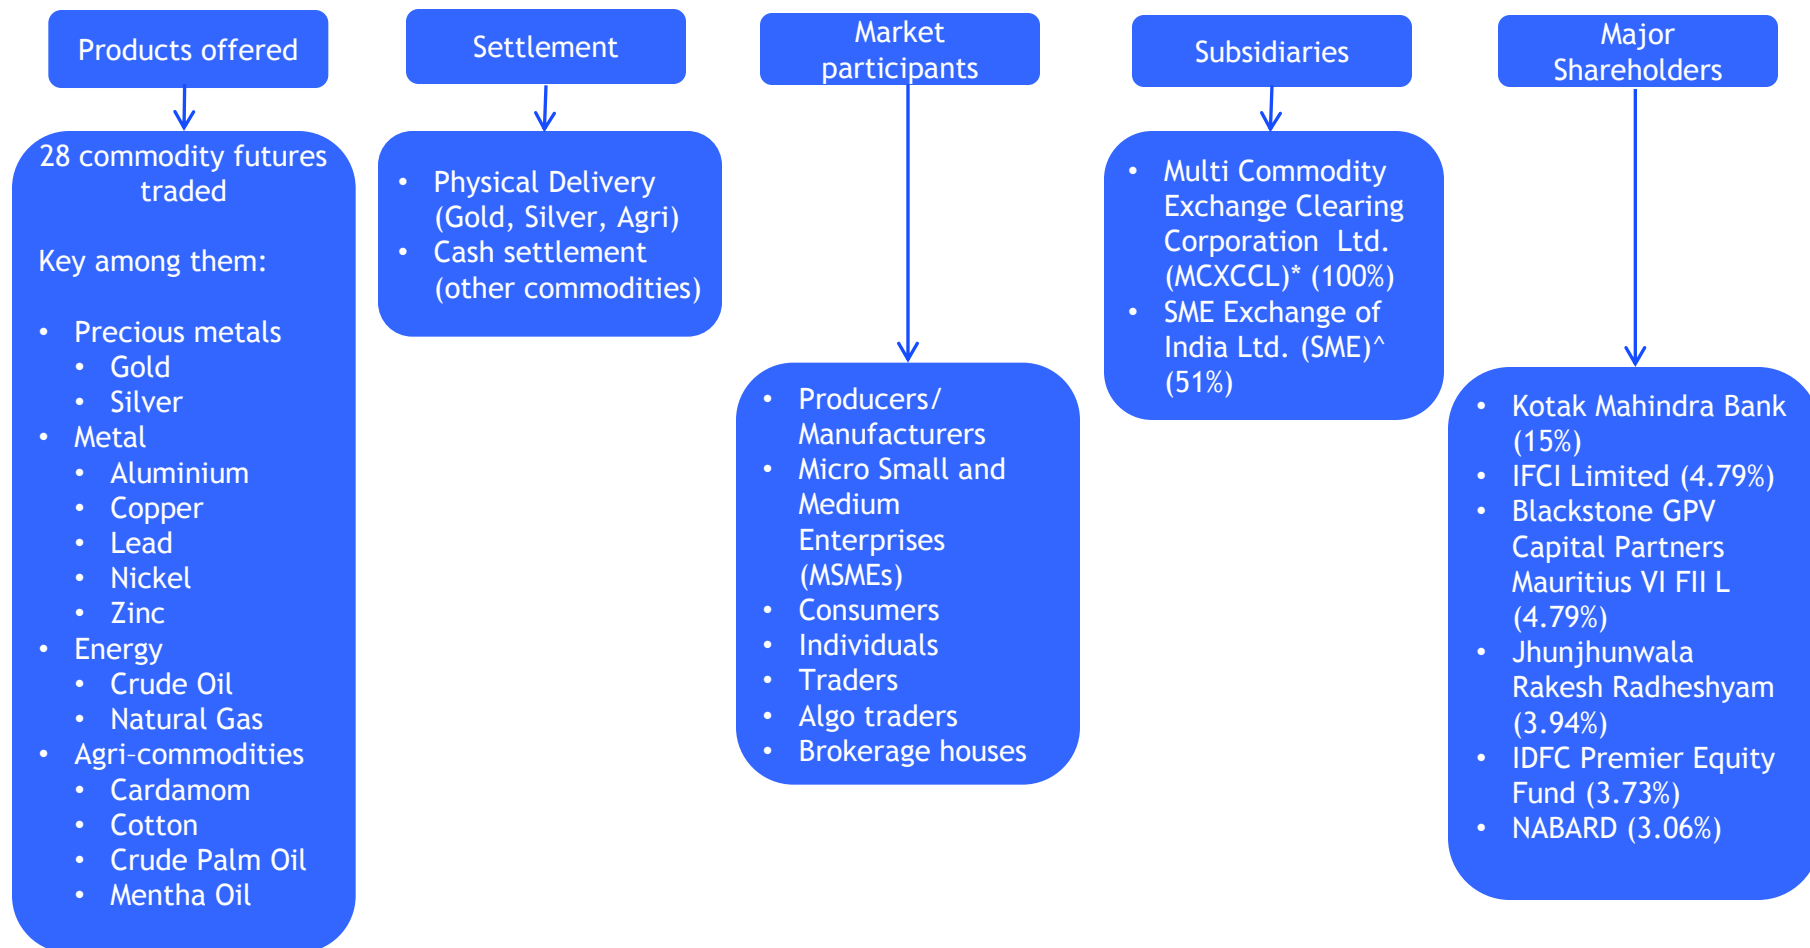 Products offered
28 commodity futures
traded
Key among them:
• Precious metals
• Gold
• Silver
• Metal
• Aluminium
• Copper
• Lead
• Nickel
• Zinc
• Energy
• Crude Oil
• Natural Gas
• Agri-commodities
• Cardamom
• Cotton
• Crude Palm Oil
• Mentha Oil
Settlement
• Physical Delivery
(Gold, Silver, Agri)
• Cash settlement
(other commodities)
Market
participants
• Producers/
Manufacturers
• Micro Small and
Medium
Enterprises
(MSMEs)
• Consumers
• Individuals
• Traders
• Algo traders
• Brokerage houses
Subsidiaries
• Multi Commodity
Exchange Clearing
Corporation Ltd.
(MCXCCL)* (100%)
• SME Exchange of
India Ltd. (SME)^
(51%)
Major
Shareholders
• Kotak Mahindra Bank
(15%)
• IFCI Limited (4.79%)
• Blackstone GPV
Capital Partners
Mauritius VI FII L
(4.79%)
• Jhunjhunwala
Rakesh Radheshyam
(3.94%)
• IDFC Premier Equity
Fund (3.73%)
• NABARD (3.06%)